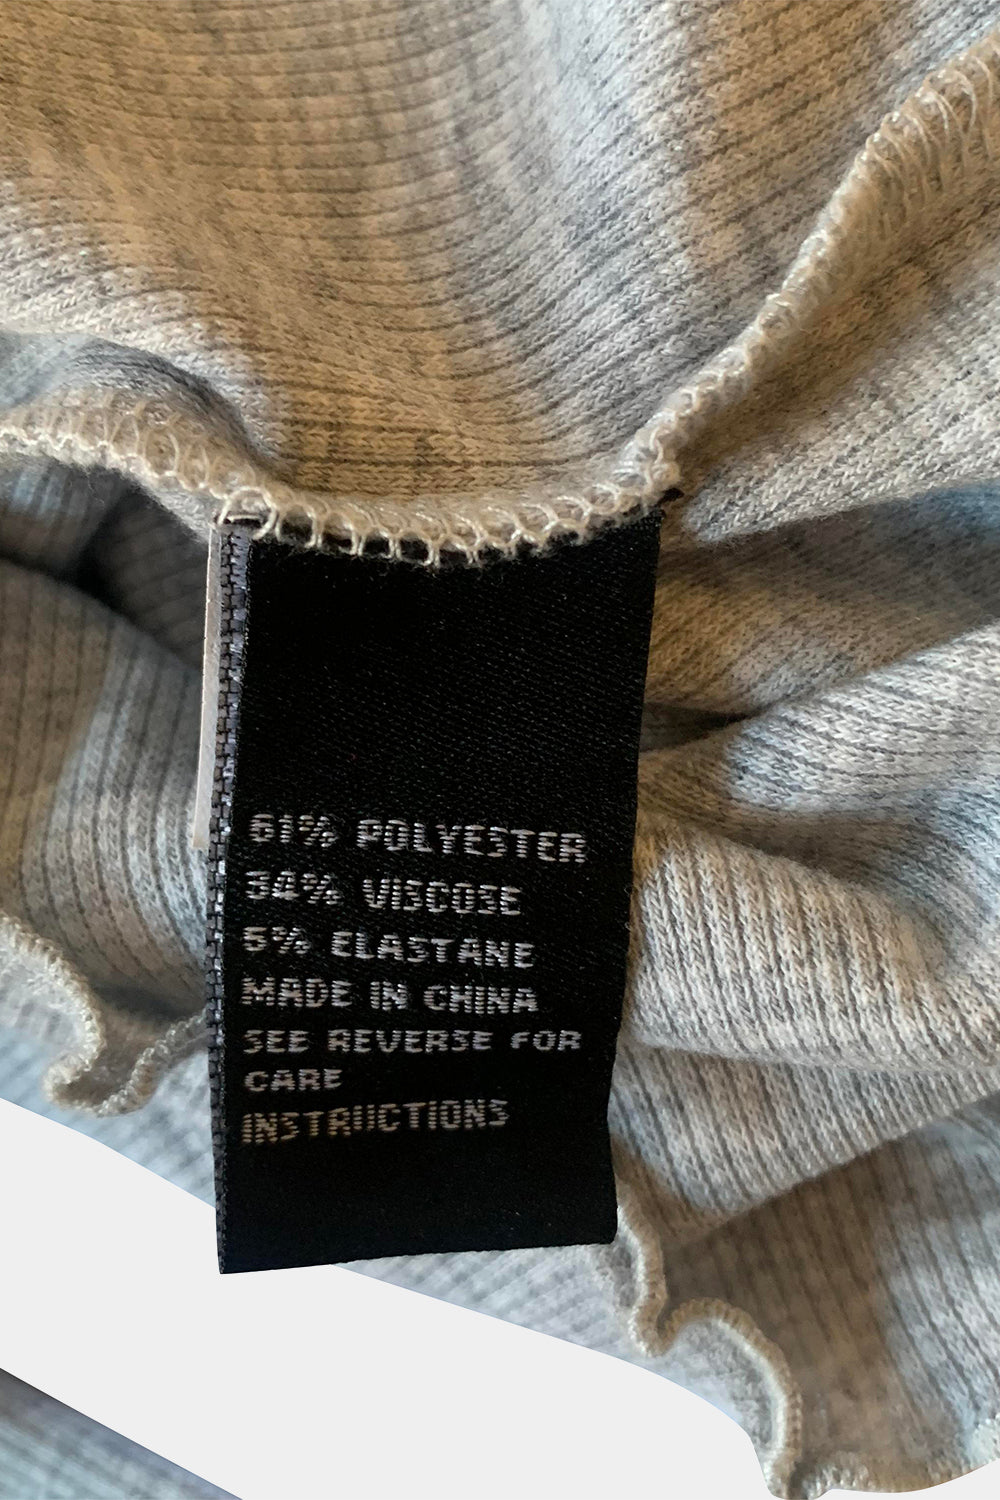 61% POLYESTER
34% VISCOSE
5% ELASTANE
MADE IN CHINA
SEE REVERSE FOR
CARE
INSTRUCTIONS